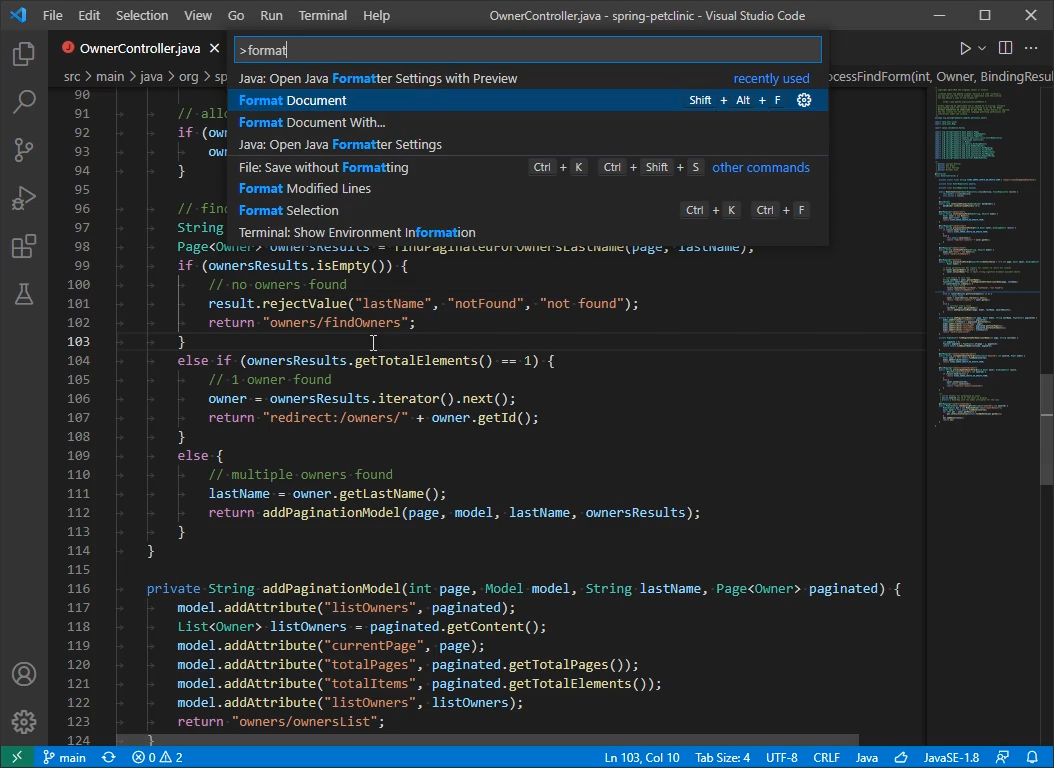 File Edit Selection View Go Run Terminal Help OwnerController.java - spring-petclinic - Visual Studio Code
OwnerController.java
>format
src > main > java > org > sp ocessFindForm(int, Owner, BindingResul
Java: Open Java Formatter Settings with Preview recently used
Format Document Shift + Alt + F
Format Document With...
Java: Open Java Formatter Settings
File: Save without Formatting Ctrl + K Ctrl + Shift + S other commands
Format Modified Lines
Format Selection Ctrl + K Ctrl + F
Terminal: Show Environment Information
90
91 // allo
92 if (own
93 own
94 }
95
96 // find
97 String
98 Page<Owner> ownersResults = findPaginatedForOwnersLastName(page, lastName);
99 if (ownersResults.isEmpty()) {
100 // no owners found
101 result.rejectValue("lastName", "notFound", "not found");
102 return "owners/findOwners";
103 }
104 else if (ownersResults.getTotalElements() == 1) {
105 // 1 owner found
106 owner = ownersResults.iterator().next();
107 return "redirect:/owners/" + owner.getId();
108 }
109 else {
110 // multiple owners found
111 lastName = owner.getLastName();
112 return addPaginationModel(page, model, lastName, ownersResults);
113 }
114 }
115
116 private String addPaginationModel(int page, Model model, String lastName, Page<Owner> paginated) {
117 model.addAttribute("listOwners", paginated);
118 List<Owner> listOwners = paginated.getContent();
119 model.addAttribute("currentPage", page);
120 model.addAttribute("totalPages", paginated.getTotalPages());
121 model.addAttribute("totalItems", paginated.getTotalElements());
122 model.addAttribute("listOwners", listOwners);
123 return "owners/ownersList";
124 }
main 0 2 Ln 103, Col 10 Tab Size: 4 UTF-8 CRLF Java JavaSE-1.8